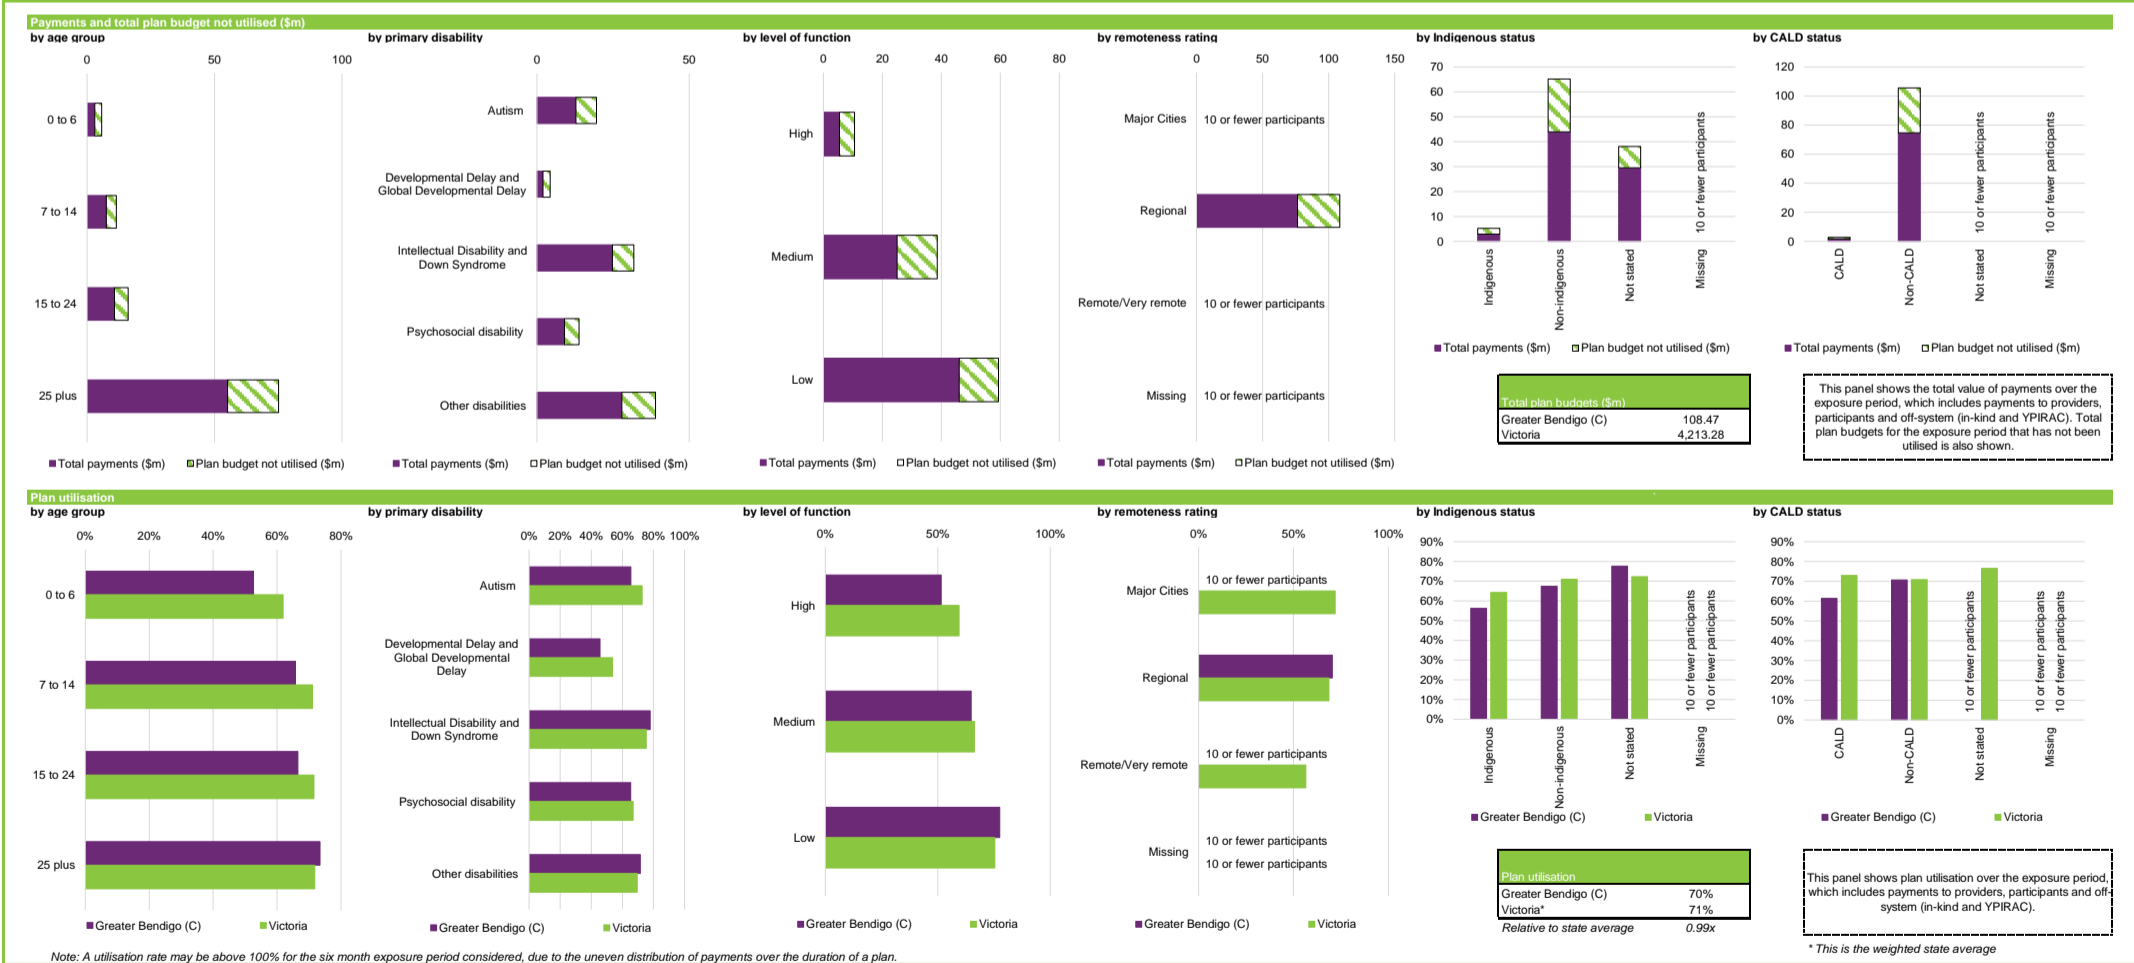 Payments and total plan budget not utilised ($m)
by age group
0 50 100
0 to 6
7 to 14
15 to 24
25 plus
Total payments ($m) Plan budget not utilised ($m)
by primary disability
0 50
Autism
Developmental Delay and
Global Developmental Delay
Intellectual Disability and
Down Syndrome
Psychosocial disability
Other disabilities
Total payments ($m) Plan budget not utilised ($m)
by level of function
0 20 40 60 80
High
Medium
Low
Total payments ($m) Plan budget not utilised ($m)
by remoteness rating
0 50 100 150
Major Cities 10 or fewer participants
Regional
Remote/Very remote 10 or fewer participants
Missing 10 or fewer participants
Total payments ($m) Plan budget not utilised ($m)
by Indigenous status
70
60
50
40
30
20
10
0
10 or fewer participants
Indigenous
Non-indigenous
Not stated
Missing
Total payments ($m) Plan budget not utilised ($m)
Total plan budgets ($m)
Greater Bendigo (C) 108.47
Victoria 4,213.28
by CALD status
120
100
80
60
40
20
0
10 or fewer participants
10 or fewer participants
CALD
Non-CALD
Not stated
Missing
Total payments ($m) Plan budget not utilised ($m)
This panel shows the total value of payments over the
exposure period, which includes payments to providers,
participants and off-system (in-kind and YPIRAC). Total
plan budgets for the exposure period that has not been
utilised is also shown.
Plan utilisation
by age group
0% 20% 40% 60% 80%
0 to 6
7 to 14
15 to 24
25 plus
Greater Bendigo (C) Victoria
by primary disability
0% 20% 40% 60% 80% 100%
Autism
Developmental Delay and
Global Developmental
Delay
Intellectual Disability and
Down Syndrome
Psychosocial disability
Other disabilities
Greater Bendigo (C) Victoria
by level of function
0% 50% 100%
High
Medium
Low
Greater Bendigo (C) Victoria
by remoteness rating
0% 50% 100%
10 or fewer participants
Major Cities
Regional
10 or fewer participants
Remote/Very remote
10 or fewer participants
Missing
10 or fewer participants
Greater Bendigo (C) Victoria
by Indigenous status
90%
80%
70%
60%
50%
40%
30%
20%
10%
0%
10 or fewer participants
10 or fewer participants
Indigenous
Non-indigenous
Not stated
Missing
Greater Bendigo (C) Victoria
Plan utilisation
Greater Bendigo (C) 70%
Victoria* 71%
Relative to state average 0.99x
by CALD status
90%
80%
70%
60%
50%
40%
30%
20%
10%
0%
10 or fewer participants
10 or fewer participants
10 or fewer participants
CALD
Non-CALD
Not stated
Missing
Greater Bendigo (C) Victoria
This panel shows plan utilisation over the exposure period,
which includes payments to providers, participants and off-
system (in-kind and YPIRAC).
* This is the weighted state average
Note: A utilisation rate may be above 100% for the six month exposure period considered, due to the uneven distribution of payments over the duration of a plan.